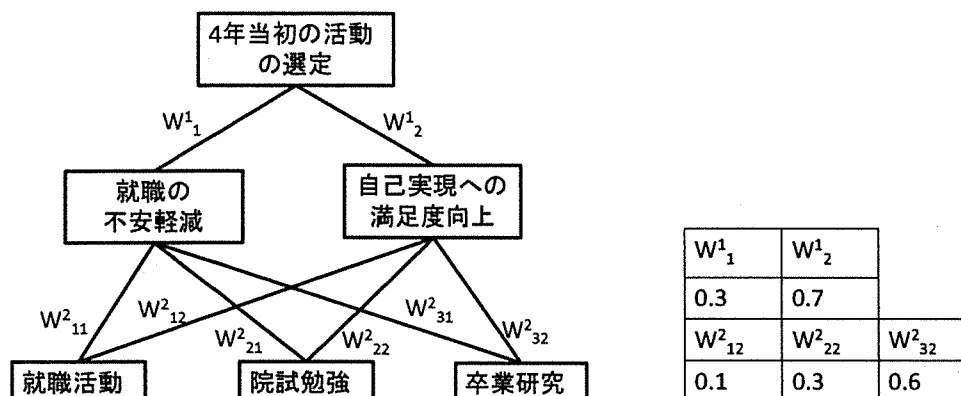 4年当初の活動
の選定
W¹₁
W¹₂
就職の
不安軽減
自己実現への
満足度向上
W²₁₁
W²₁₂
W²₂₁
W²₂₂
W²₃₁
W²₃₂
就職活動
院試勉強
卒業研究
W¹₁ W¹₂
0.3 0.7
W²₁₂ W²₂₂ W²₃₂
0.1 0.3 0.6